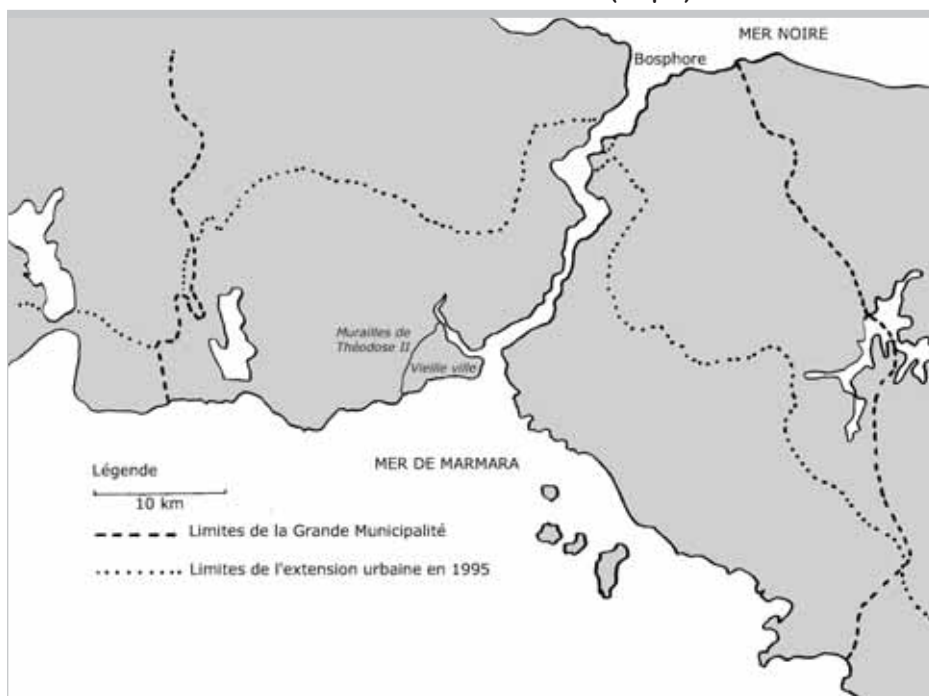 MER NOIRE
Bosphore
Murailles de
Théodose II
Vieille ville
MER DE MARMARA
Légende
10 km
Limites de la Grande Municipalité
Limites de l'extension urbaine en 1995